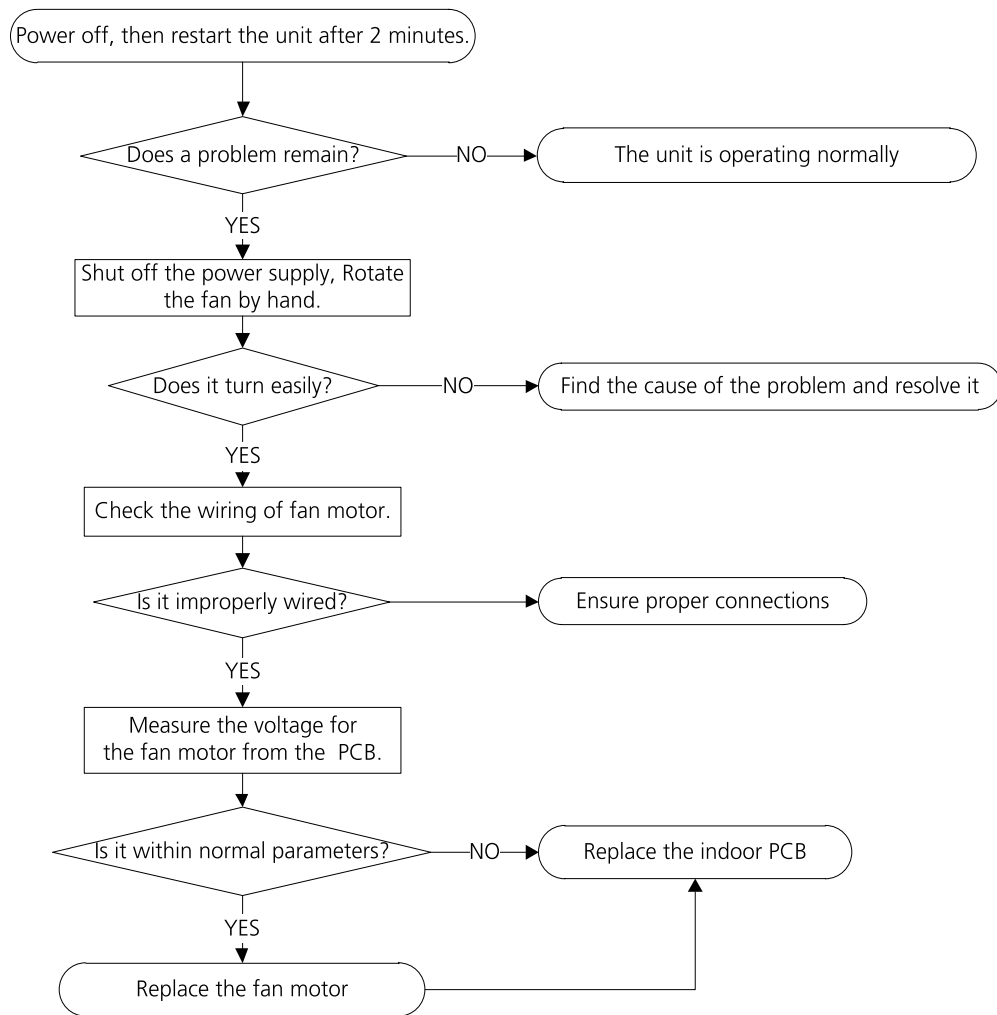 Power off, then restart the unit after 2 minutes.
Does a problem remain?
NO
The unit is operating normally
YES
Shut off the power supply, Rotate
the fan by hand.
Does it turn easily?
NO
Find the cause of the problem and resolve it
YES
Check the wiring of fan motor.
Is it improperly wired?
Ensure proper connections
YES
Measure the voltage for
the fan motor from the PCB.
Is it within normal parameters?
NO
Replace the indoor PCB
YES
Replace the fan motor